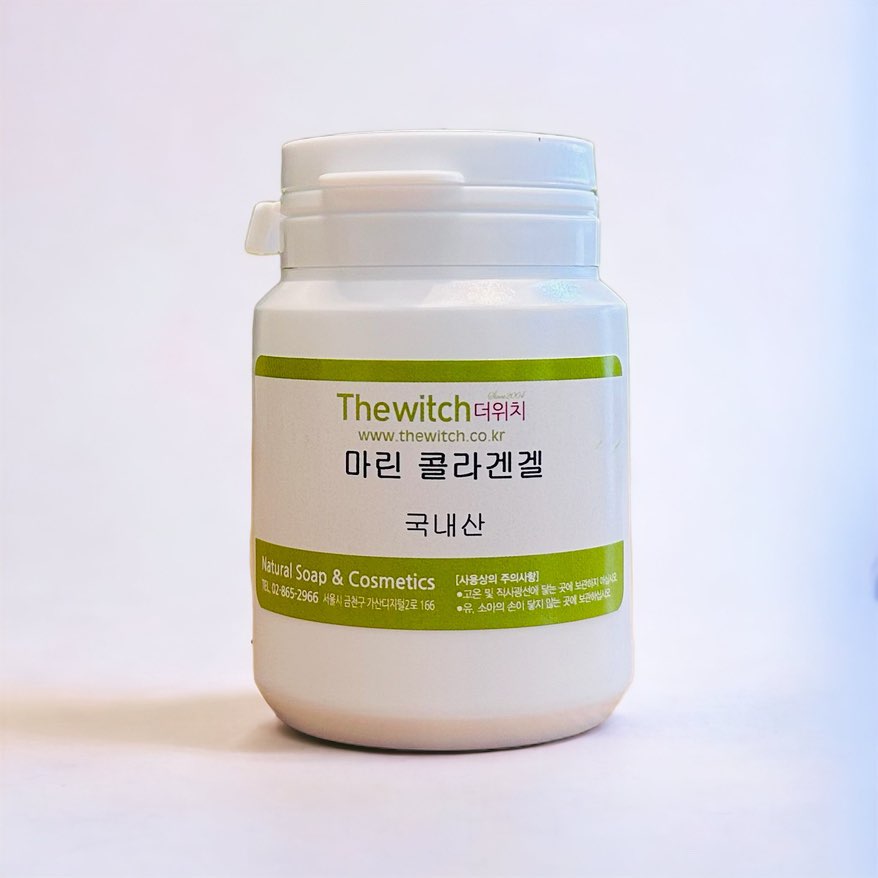 Since 2004
Thewitch더위치
www.thewitch.co.kr
마린 콜라겐겔
국내산
Natural Soap & Cosmetics
TEL 02-865-2966 서울시 금천구 가산디지털2로 166
[사용상의 주의사항]
●고온 및 직사광선에 닿는 곳에 보관하지 마십시오.
●유, 소아의 손이 닿지 않는 곳에 보관하십시오.